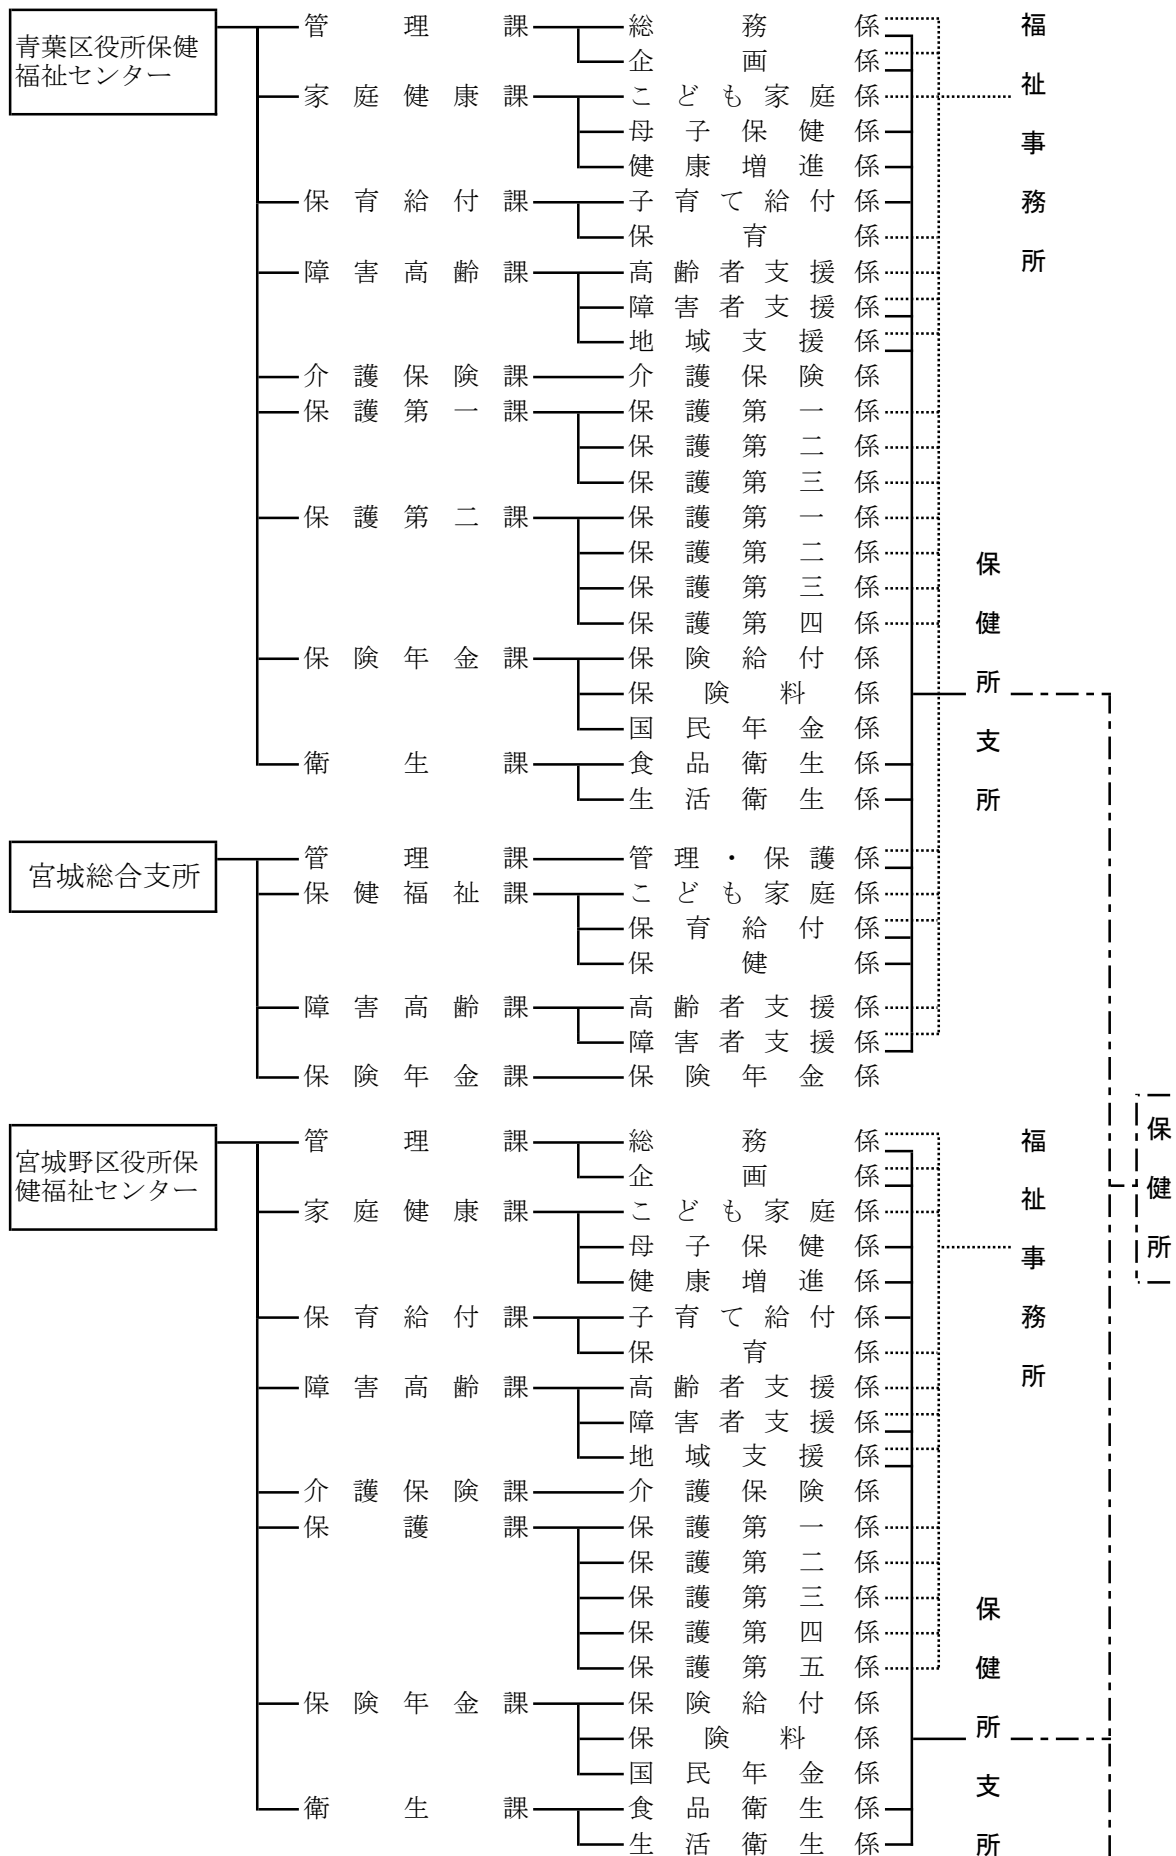 青葉区役所保健
福祉センター
管理課 総務係
企画係
家庭健康課 こども家庭係
母子保健係
健康増進係
保育給付課 子育て給付係
保育係
障害高齢課 高齢者支援係
障害者支援係
地域支援係
介護保険課 介護保険係
保護第一課 保護第一係
保護第二係
保護第三係
保護第二課 保護第一係
保護第二係
保護第三係
保護第四係
保険年金課 保険給付係
保険料係
国民年金係
衛生課 食品衛生係
生活衛生係
福祉事務所
保健所支所
宮城総合支所
管理課 管理・保護係
保健福祉課 こども家庭係
保育給付係
保健係
障害高齢課 高齢者支援係
障害者支援係
保険年金課 保険年金係
宮城野区役所保
健福祉センター
管理課 総務係
企画係
家庭健康課 こども家庭係
母子保健係
健康増進係
保育給付課 子育て給付係
保育係
障害高齢課 高齢者支援係
障害者支援係
地域支援係
介護保険課 介護保険係
保護課 保護第一係
保護第二係
保護第三係
保護第四係
保護第五係
保険年金課 保険給付係
保険料係
国民年金係
衛生課 食品衛生係
生活衛生係
福祉事務所
保健所支所
保健所